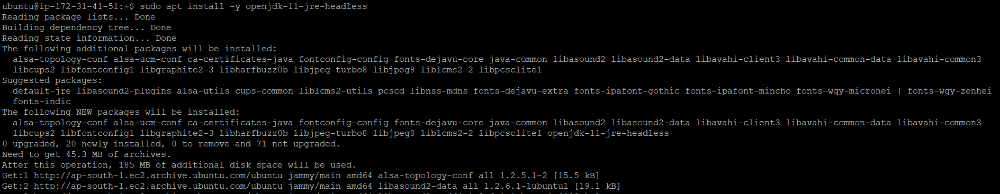 ubuntu@ip-172-31-41-51:~$ sudo apt install -y openjdk-11-jre-headless
Reading package lists... Done
Building dependency tree... Done
Reading state information... Done
The following additional packages will be installed:
  alsa-topology-conf alsa-ucm-conf ca-certificates-java fontconfig-config fonts-dejavu-core java-common libasound2 libasound2-data libavahi-client3 libavahi-common-data libavahi-common3
  libcups2 libfontconfig1 libgraphite2-3 libharfbuzz0b libjpeg-turbo8 libjpeg8 liblcms2-2 libpcsclite1
Suggested packages:
  default-jre libasound2-plugins alsa-utils cups-common liblcms2-utils pcscd libnss-mdns fonts-dejavu-extra fonts-ipafont-gothic fonts-ipafont-mincho fonts-wqy-microhei | fonts-wqy-zenhei
  fonts-indic
The following NEW packages will be installed:
  alsa-topology-conf alsa-ucm-conf ca-certificates-java fontconfig-config fonts-dejavu-core java-common libasound2 libasound2-data libavahi-client3 libavahi-common-data libavahi-common3
  libcups2 libfontconfig1 libgraphite2-3 libharfbuzz0b libjpeg-turbo8 libjpeg8 liblcms2-2 libpcsclite1 openjdk-11-jre-headless
0 upgraded, 20 newly installed, 0 to remove and 71 not upgraded.
Need to get 45.3 MB of archives.
After this operation, 185 MB of additional disk space will be used.
Get:1 http://ap-south-1.ec2.archive.ubuntu.com/ubuntu jammy/main amd64 alsa-topology-conf all 1.2.5.1-2 [15.5 kB]
Get:2 http://ap-south-1.ec2.archive.ubuntu.com/ubuntu jammy/main amd64 libasound2-data all 1.2.6.1-1ubuntu1 [19.1 kB]